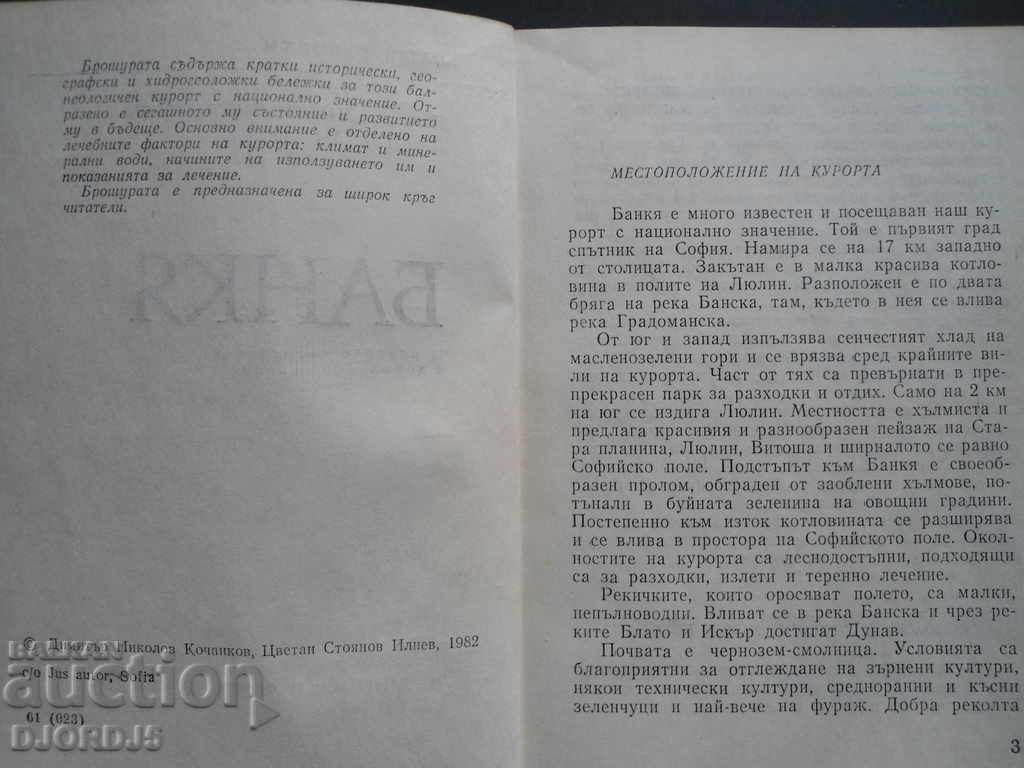 Брошурата съдържа кратки исторически, гео-
графски и хидрогеоложки бележки за този бал-
неологичен курорт с национално значение. От-
разено е сегашното му състояние и развитието
му в бъдеще. Основно внимание е отделено на
лечебните фактори на курорта: климат и мине-
рални води, начините на използуването им и
показанията за лечение.
Брошурата е предназначена за широк кръг
читатели.
БАНКЯ
© Димитър Николов Кочанков, Цветан Стоянов Илиев, 1982
c/o Jus autor, Sofia
61 (023)
BALKAN
auction
DJORDJ5
МЕСТОПОЛОЖЕНИЕ НА КУРОРТА
Банкя е много известен и посещаван наш ку-
рорт с национално значение. Той е първият град
спътник на София. Намира се на 17 км западно
от столицата. Закътан е в малка красива котло-
вина в полите на Люлин. Разположен е по двата
бряга на река Банска, там, където в нея се влива
река Градоманска.
От юг и запад изпълзява сенчестият хлад на
масленозелени гори и се врязва сред крайните ви-
ли на курорта. Част от тях са превърнати в пре-
прекрасен парк за разходки и отдих. Само на 2 км
на юг се издига Люлин. Местността е хълмиста и
предлага красивия и разнообразен пейзаж на Ста-
ра планина, Люлин, Витоша и ширналото се равно
Софийско поле. Подстъпът към Банкя е своеоб-
разен пролом, обграден от заоблени хълмове, по-
тънали в буйната зеленина на овощни градини.
Постепенно към изток котловината се разширява
и се влива в простора на Софийското поле. Окол-
ностите на курорта са леснодостъпни, подходящи
са за разходки, излети и теренно лечение.
Рекичките, които оросяват полето, са малки,
непълноводни. Вливат се в река Банска и чрез ре-
ките Блато и Искър достигат Дунав.
Почвата е чернозем-смолница. Условията са
благоприятни за отглеждане на зърнени култури,
някои технически култури, средноранни и късни
зеленчуци и най-вече на фураж. Добра реколта
3